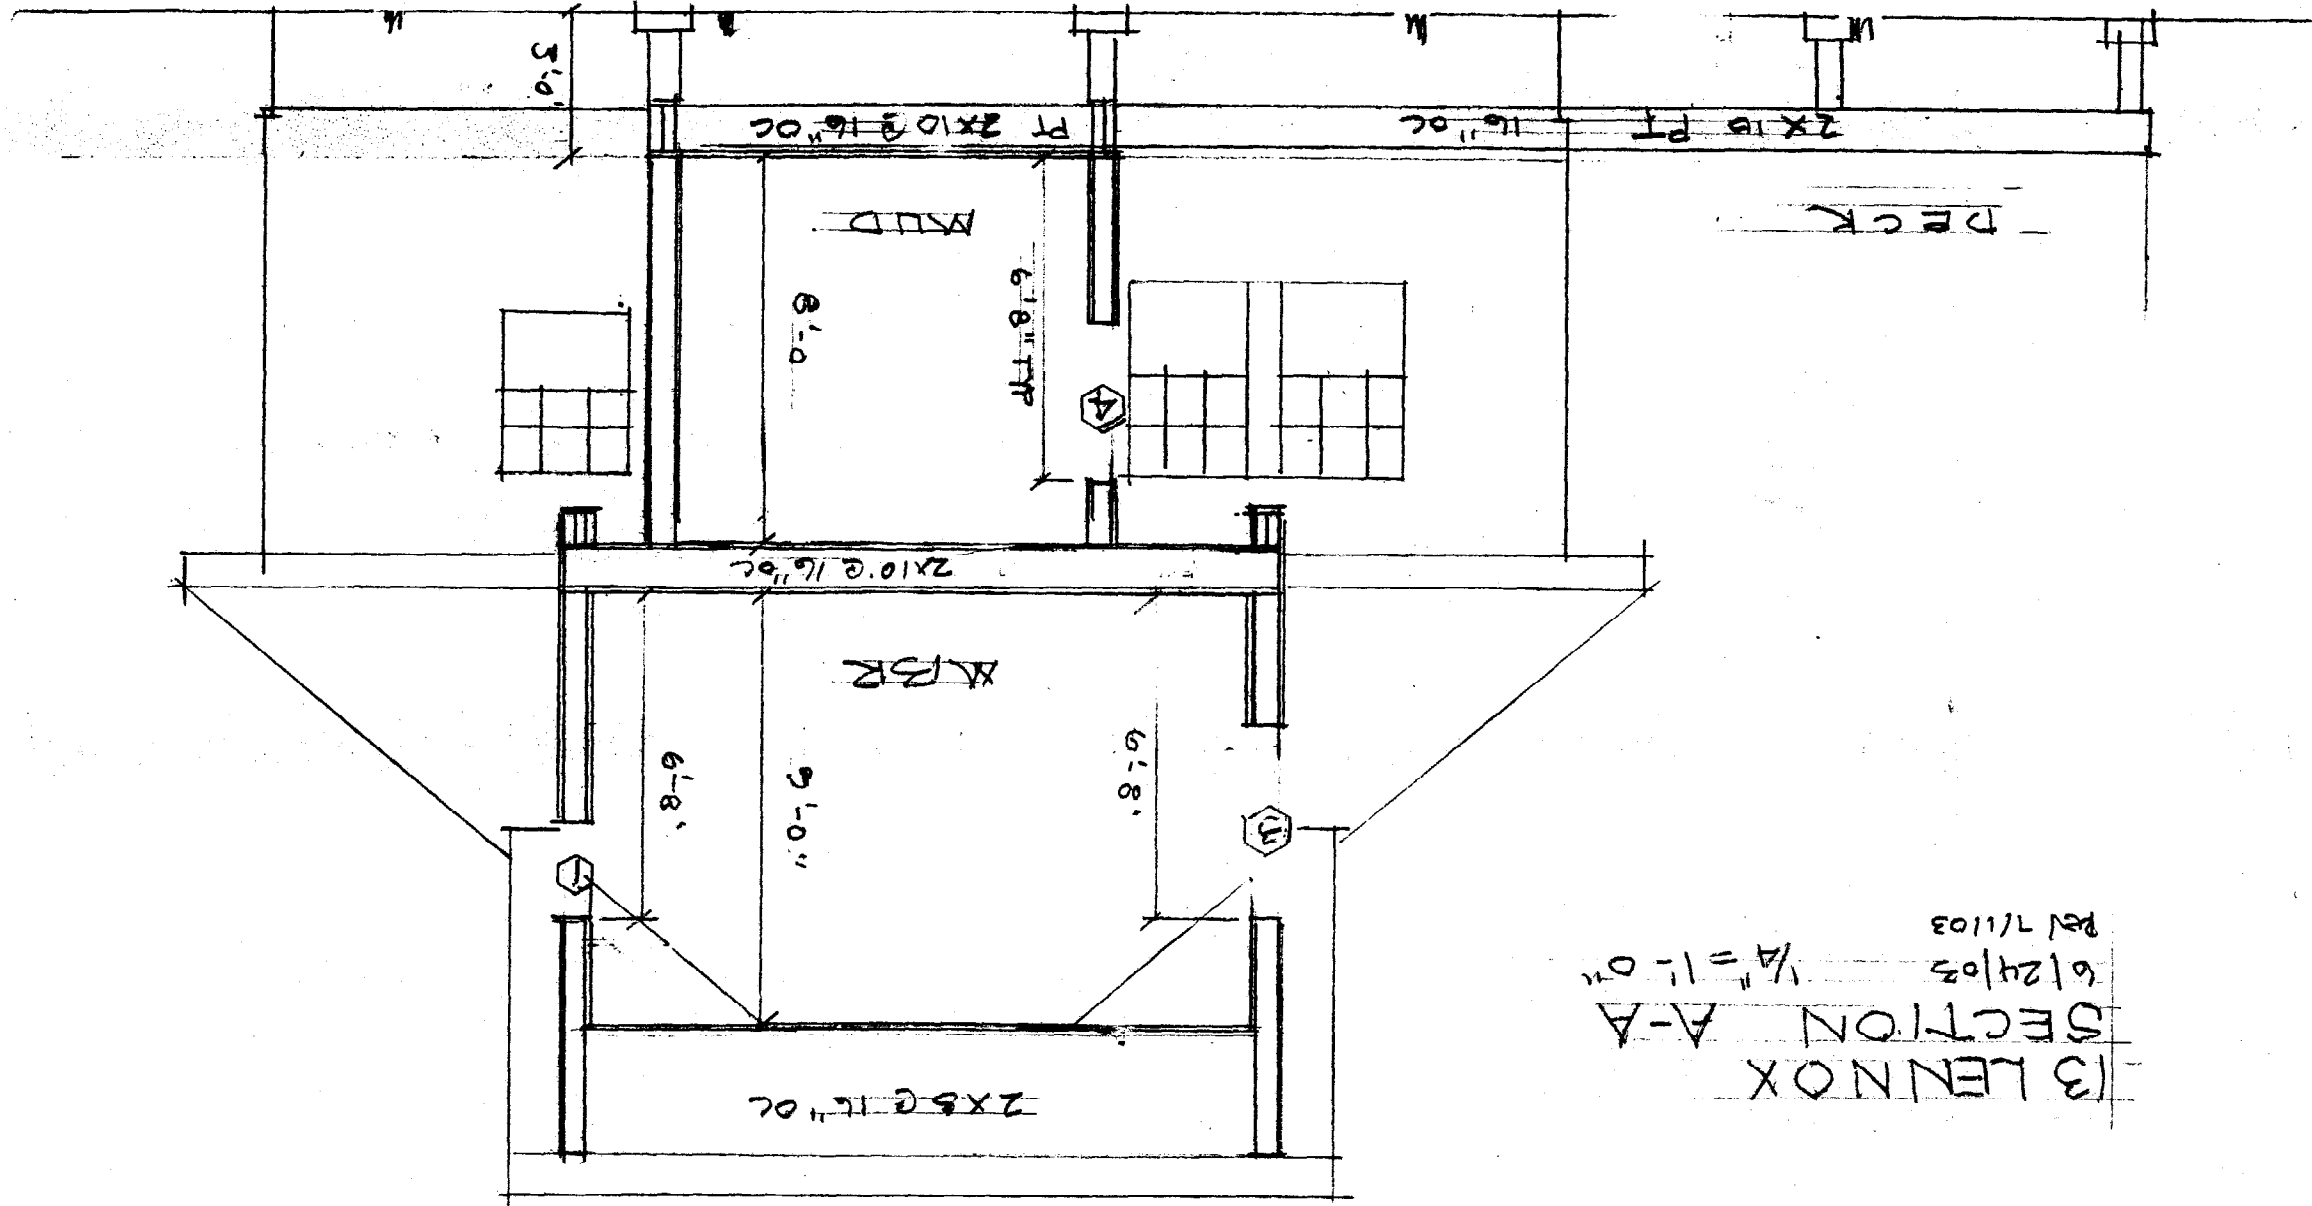 13 LENNOX
SECTION A-A
6/24/03 1/4" = 1'-0"
REV 7/1/03
2X8 @ 16" OC
3
1
6'-8"
9'-0"
6'-8"
MBR
2X10 @ 16" OC
4
6'8" TYP
8'-0
MUD
DECK
2X10 PT 16" OC
PT 2X10 @ 16" OC
3'-0"